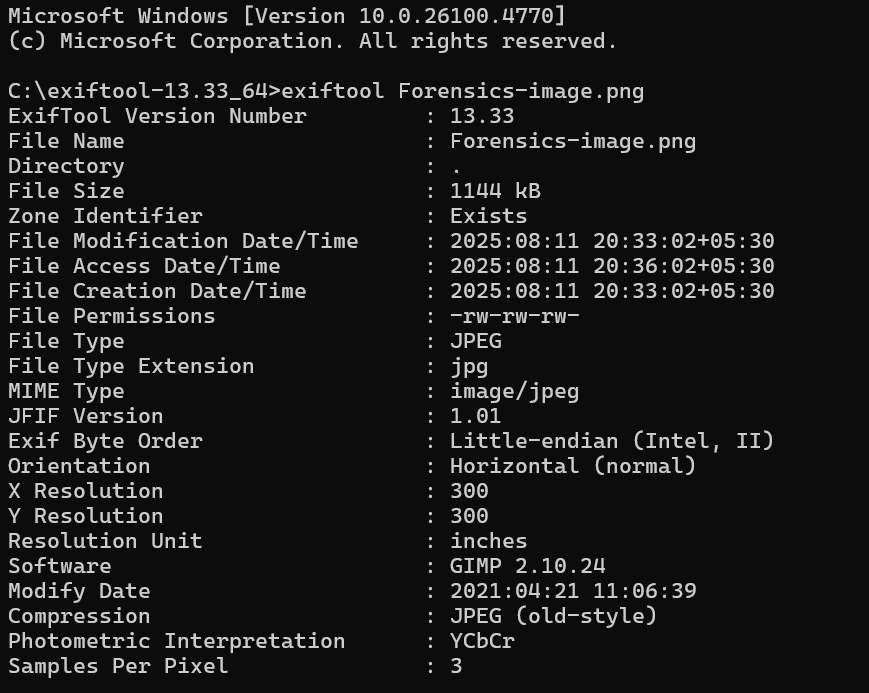 Microsoft Windows [Version 10.0.26100.4770]
(c) Microsoft Corporation. All rights reserved.

C:\exiftool-13.33_64>exiftool Forensics-image.png
ExifTool Version Number         : 13.33
File Name                       : Forensics-image.png
Directory                       : .
File Size                       : 1144 kB
Zone Identifier                 : Exists
File Modification Date/Time     : 2025:08:11 20:33:02+05:30
File Access Date/Time           : 2025:08:11 20:36:02+05:30
File Creation Date/Time         : 2025:08:11 20:33:02+05:30
File Permissions                : -rw-rw-rw-
File Type                       : JPEG
File Type Extension             : jpg
MIME Type                       : image/jpeg
JFIF Version                    : 1.01
Exif Byte Order                 : Little-endian (Intel, II)
Orientation                     : Horizontal (normal)
X Resolution                    : 300
Y Resolution                    : 300
Resolution Unit                 : inches
Software                        : GIMP 2.10.24
Modify Date                     : 2021:04:21 11:06:39
Compression                     : JPEG (old-style)
Photometric Interpretation      : YCbCr
Samples Per Pixel               : 3